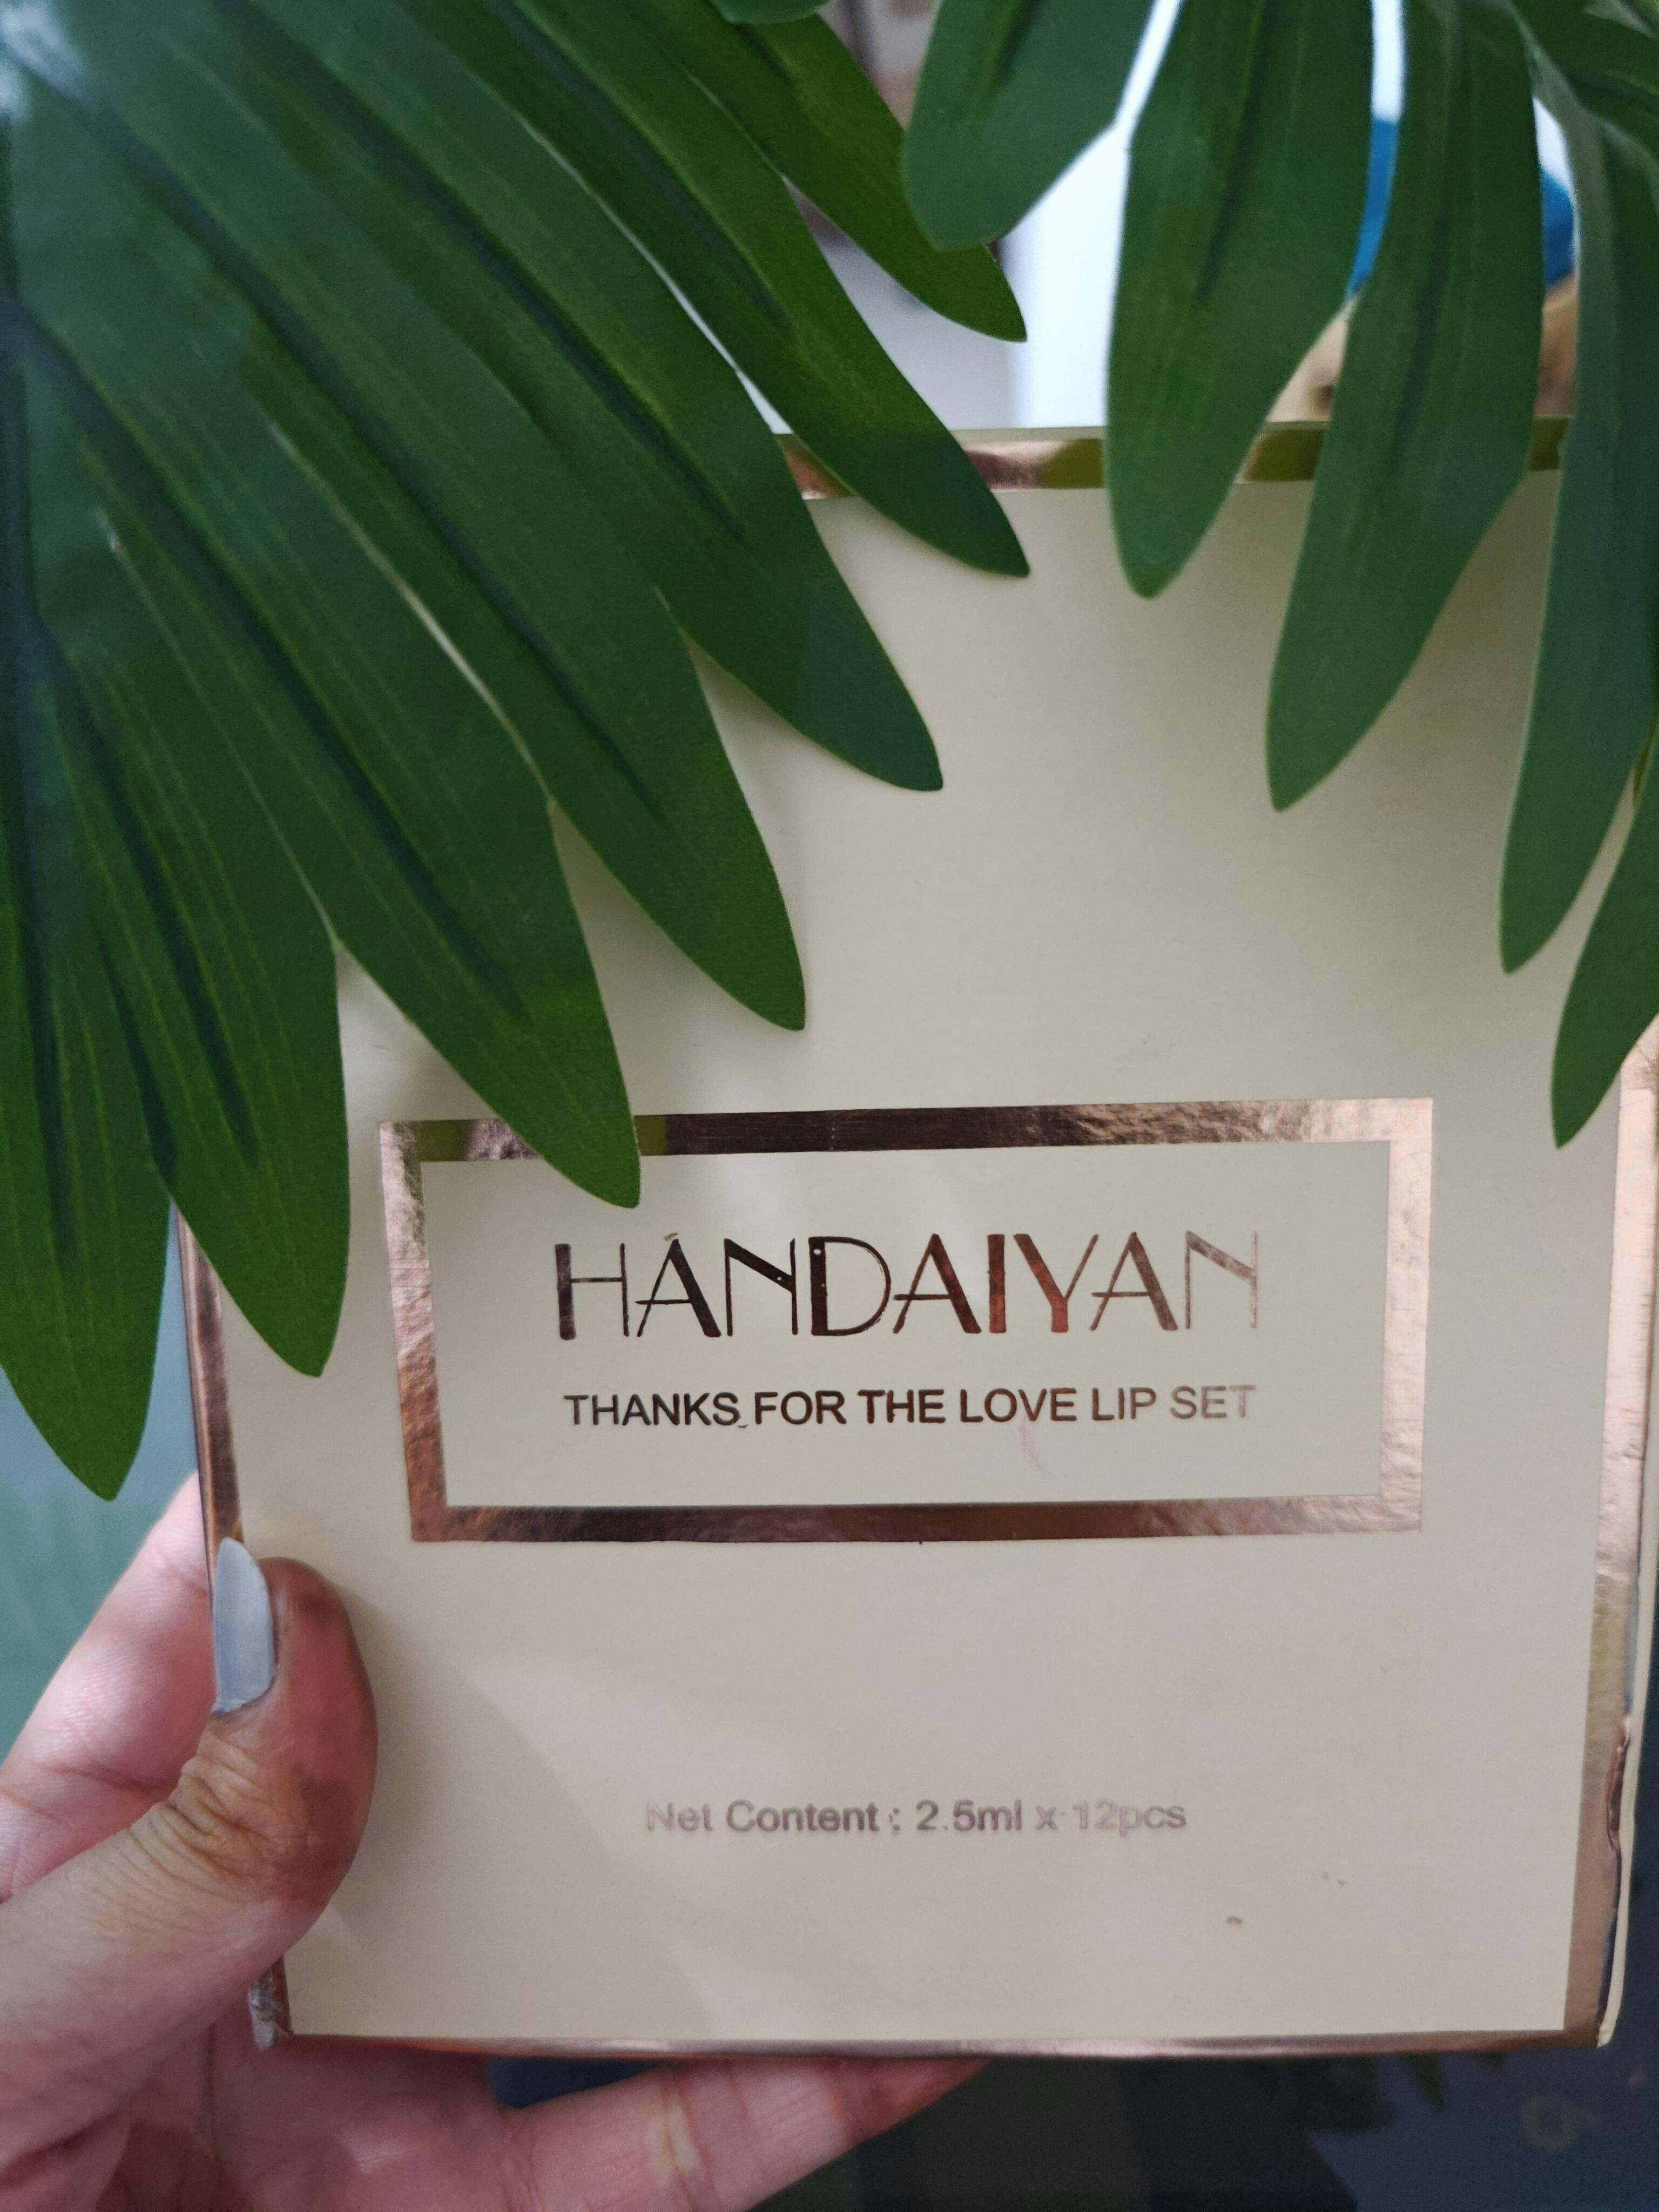 HANDAIYAN
THANKS FOR THE LOVE LIP SET
Net Content : 2.5ml x 12pcs